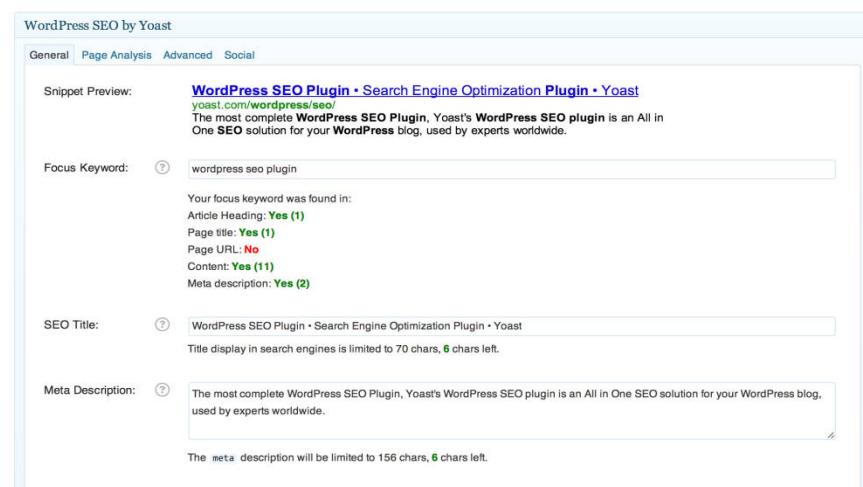 WordPress SEO by Yoast
General Page Analysis Advanced Social
Snippet Preview:
WordPress SEO Plugin • Search Engine Optimization Plugin • Yoast
yoast.com/wordpress/seo/
The most complete WordPress SEO Plugin, Yoast's WordPress SEO plugin is an All in
One SEO solution for your WordPress blog, used by experts worldwide.
Focus Keyword: ? wordpress seo plugin
Your focus keyword was found in:
Article Heading: Yes (1)
Page title: Yes (1)
Page URL: No
Content: Yes (11)
Meta description: Yes (2)
SEO Title: ? WordPress SEO Plugin • Search Engine Optimization Plugin • Yoast
Title display in search engines is limited to 70 chars, 6 chars left.
Meta Description: ? The most complete WordPress SEO Plugin, Yoast's WordPress SEO plugin is an All in One SEO solution for your WordPress blog,
used by experts worldwide.
The meta description will be limited to 156 chars, 6 chars left.